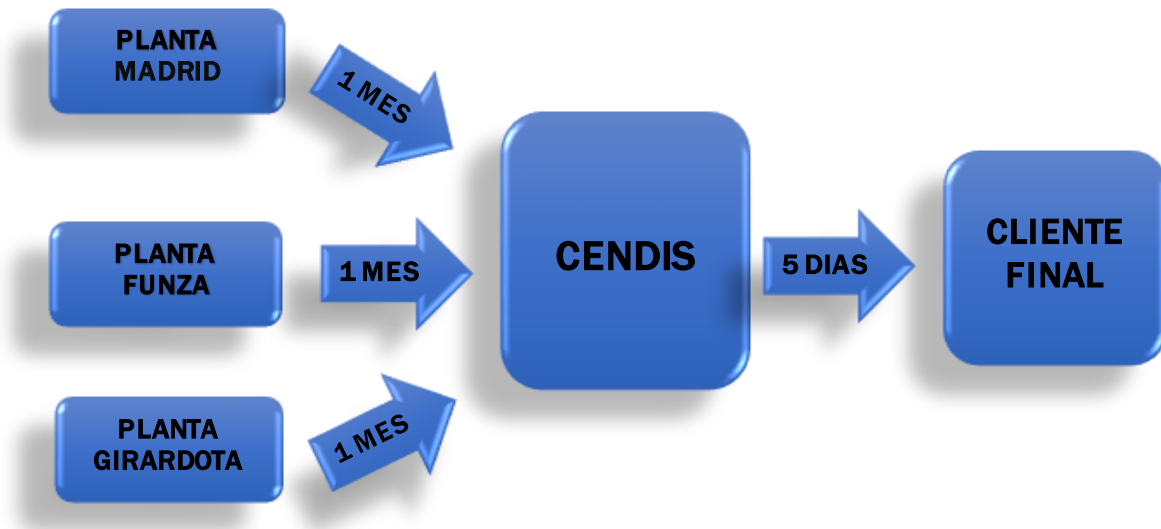 PLANTA
MADRID
1 MES
PLANTA
FUNZA
1 MES
PLANTA
GIRARDOTA
1 MES
CENDIS
5 DIAS
CLIENTE
FINAL